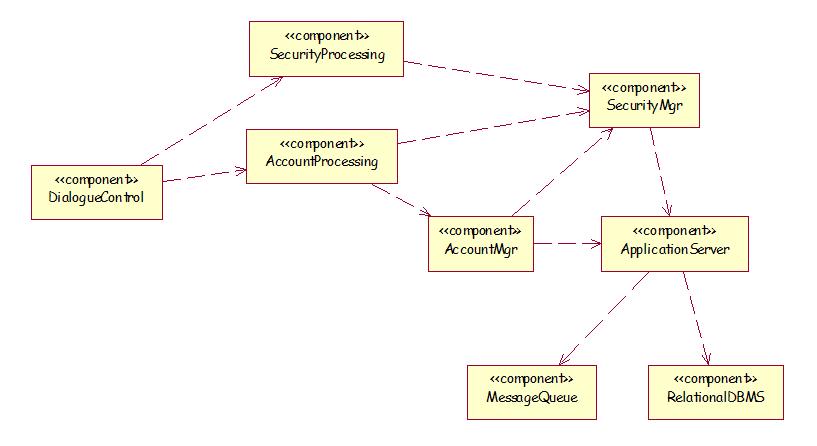 <<component>>
SecurityProcessing
<<component>>
SecurityMgr
<<component>>
AccountProcessing
<<component>>
DialogueControl
<<component>>
AccountMgr
<<component>>
ApplicationServer
<<component>>
MessageQueue
<<component>>
RelationalDBMS